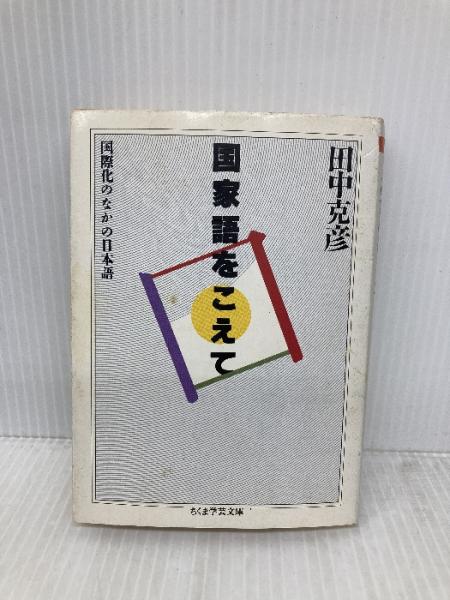 田中克彦
国家語をこえて
国際化のなかの日本語
ちくま学芸文庫